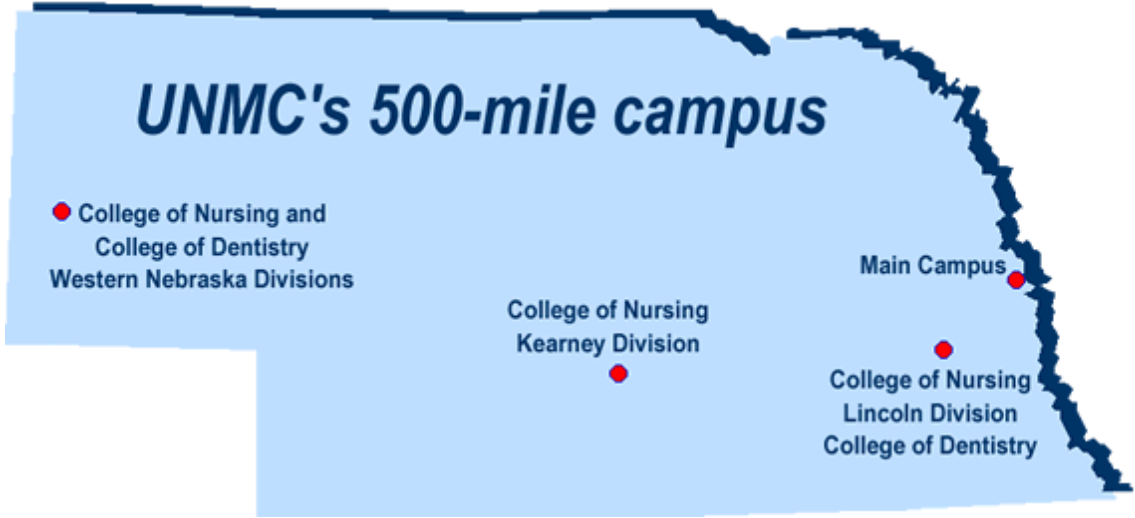 UNMC's 500-mile campus
College of Nursing and
College of Dentistry
Western Nebraska Divisions
Main Campus
College of Nursing
Kearney Division
College of Nursing
Lincoln Division
College of Dentistry